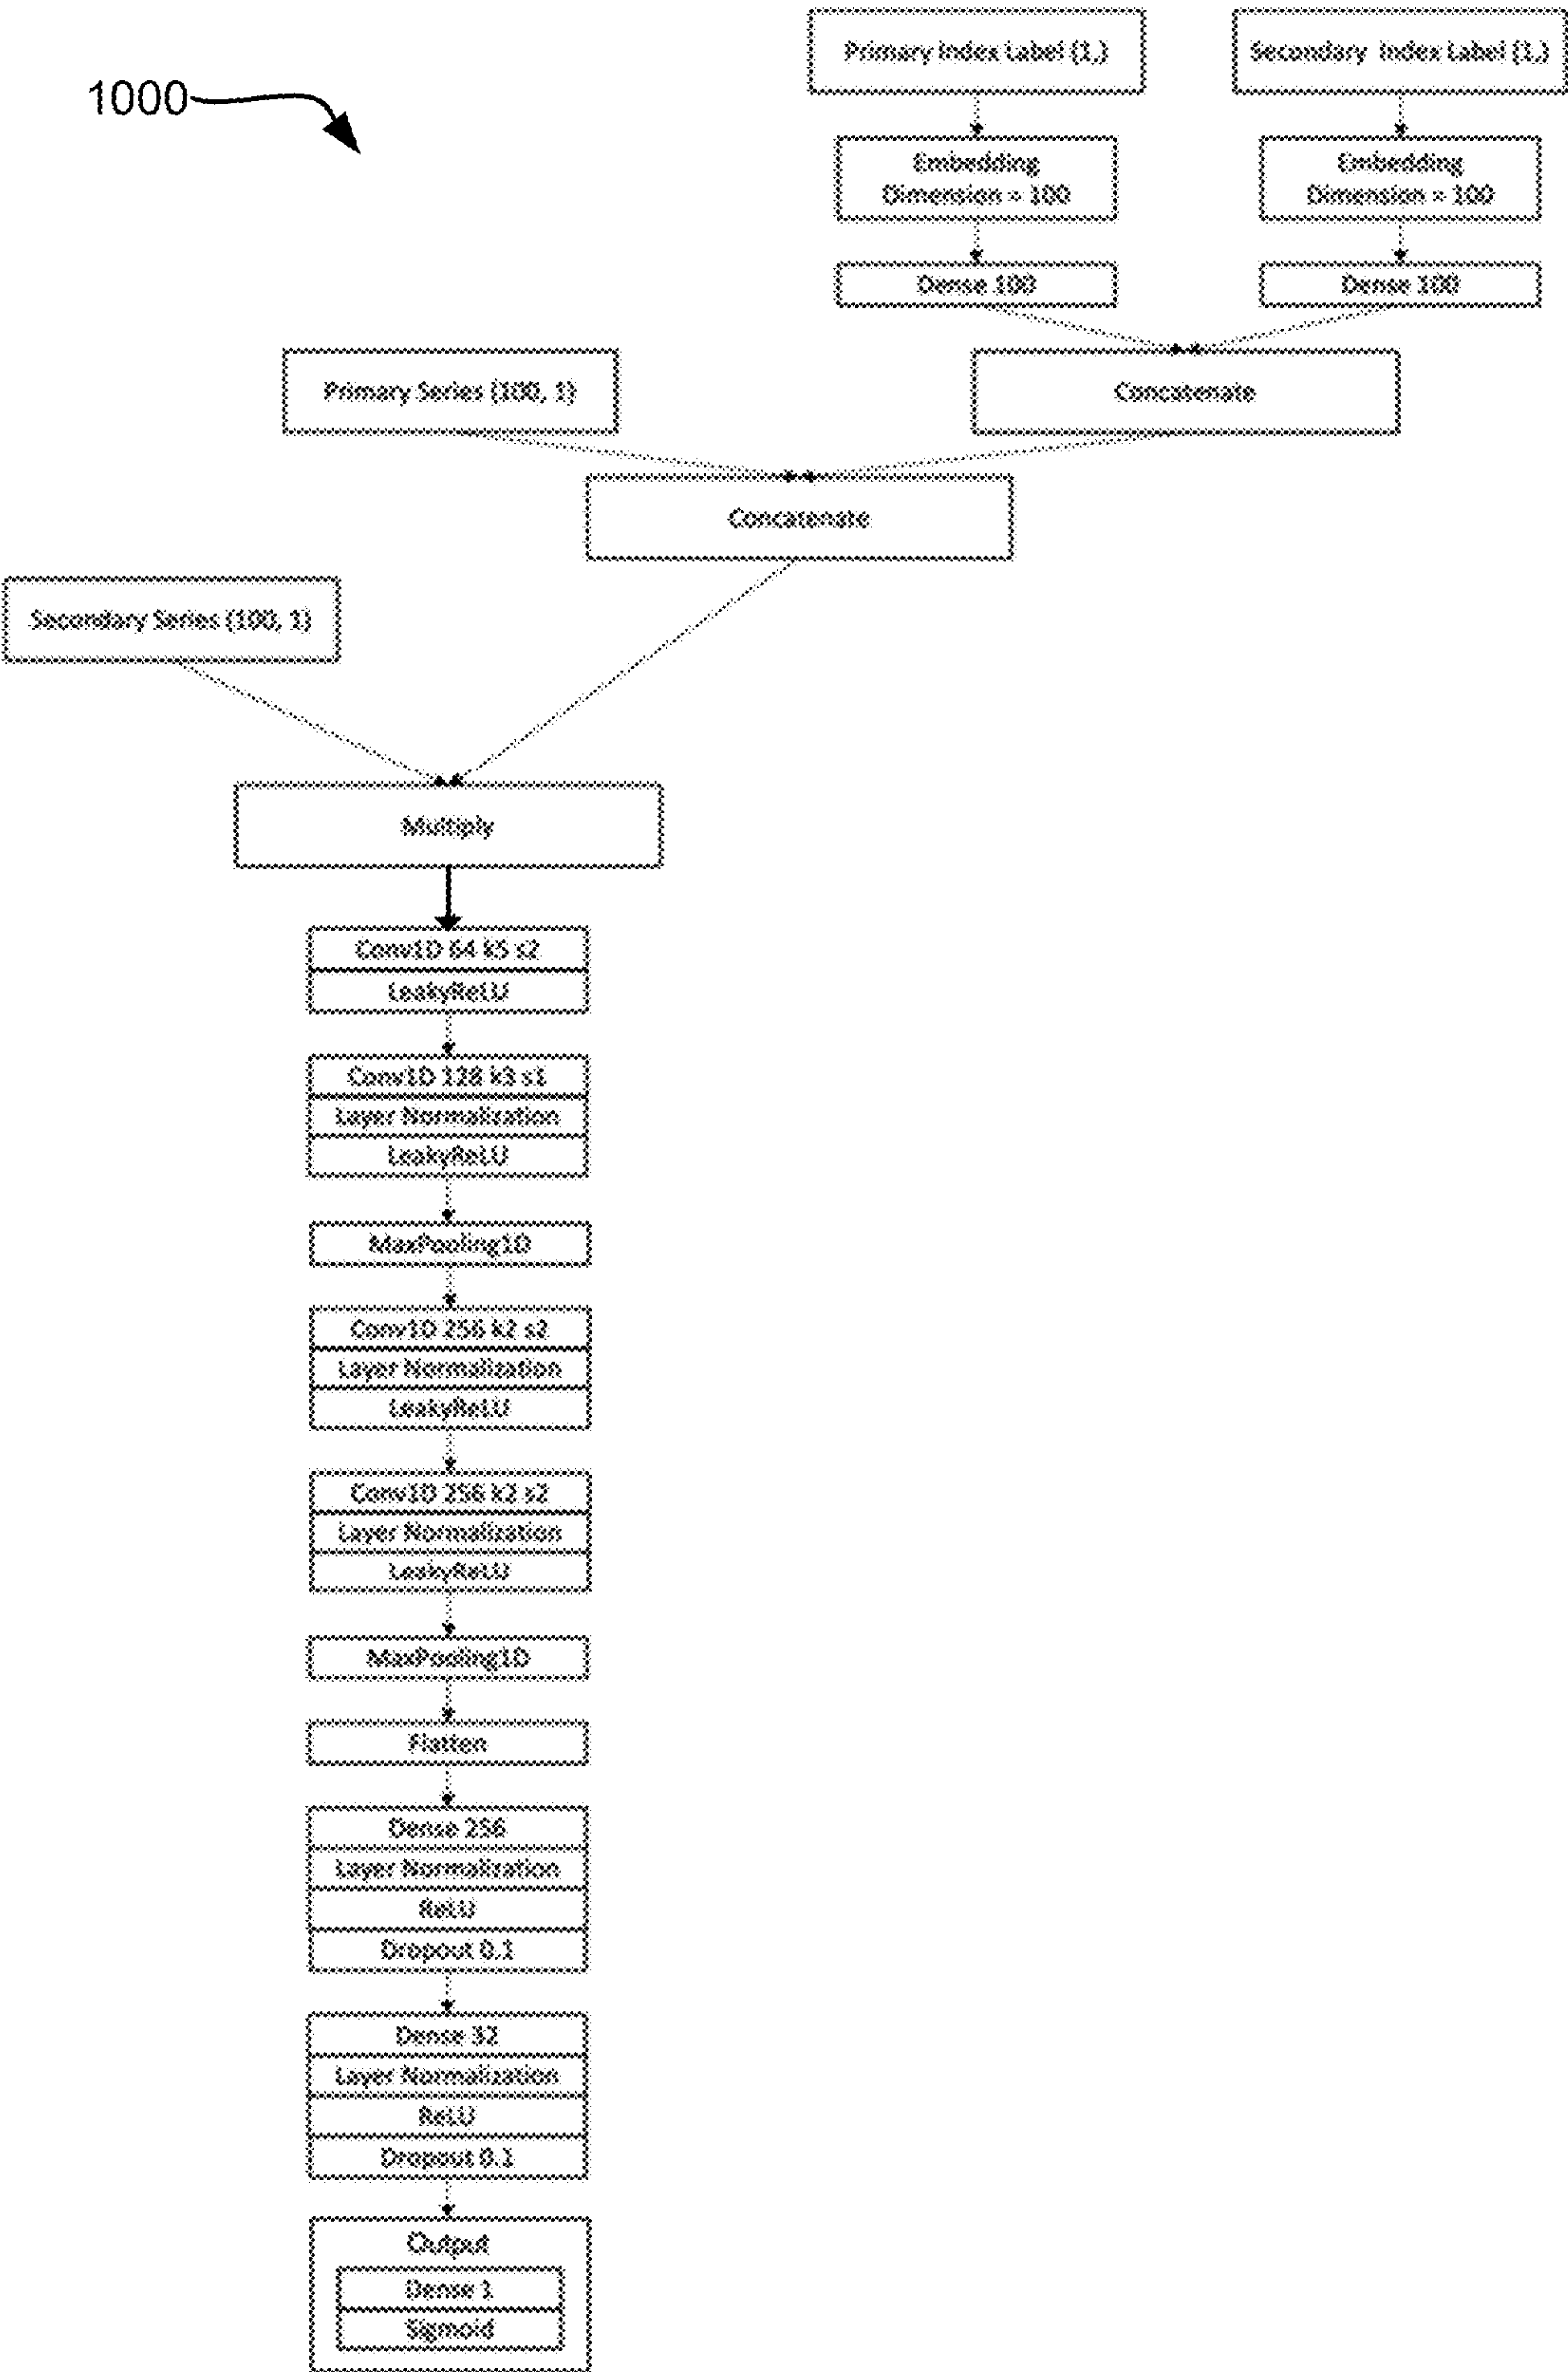 Primary Index Label (1,)
Secondary Index Label (1,)
1000
Embedding
Dimension = 100
Embedding
Dimension = 100
Dense 100
Dense 100
Primary Series (100, 1)
Concatenate
Concatenate
Secondary Series (100, 1)
Multiply
Conv1D 64 k5 s2
LeakyReLU
Conv1D 128 k3 s1
Layer Normalization
LeakyReLU
MaxPooling1D
Conv1D 256 k2 s2
Layer Normalization
LeakyReLU
Conv1D 256 k2 s2
Layer Normalization
LeakyReLU
MaxPooling1D
Flatten
Dense 256
Layer Normalization
ReLU
Dropout 0.1
Dense 32
Layer Normalization
ReLU
Dropout 0.1
Output
Dense 1
Sigmoid